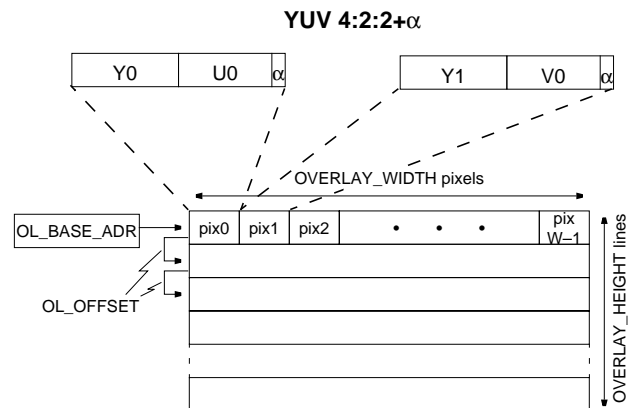 YUV 4:2:2+α
Y0 U0 α
Y1 V0 α
OVERLAY_WIDTH pixels
OL_BASE_ADR
pix0 pix1 pix2 • • • pix
W–1
OL_OFFSET
OVERLAY_HEIGHT lines